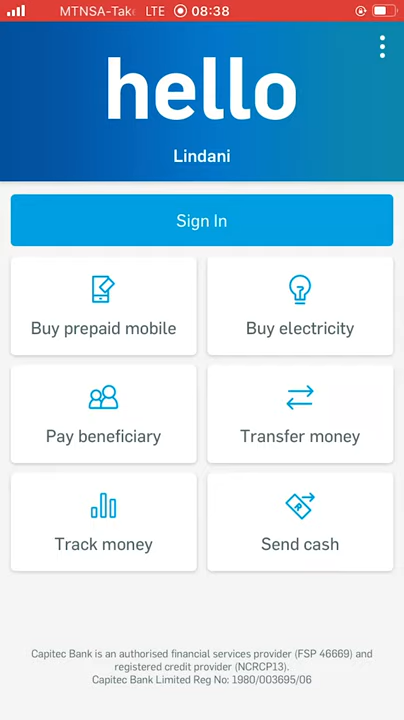 MTNSA-Take LTE 08:38
hello
Lindani
Sign In
Buy prepaid mobile
Buy electricity
Pay beneficiary
Transfer money
Track money
R
Send cash
Capitec Bank is an authorised financial services provider (FSP 46669) and
registered credit provider (NCRCP13).
Capitec Bank Limited Reg No: 1980/003695/06